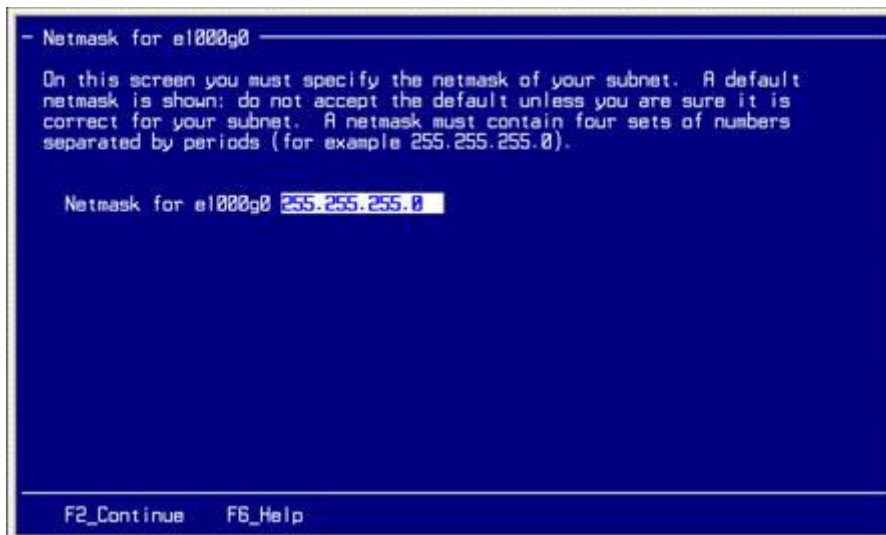 Netmask for e1000g0
On this screen you must specify the netmask of your subnet. A default
netmask is shown: do not accept the default unless you are sure it is
correct for your subnet. A netmask must contain four sets of numbers
separated by periods (for example 255.255.255.0).
Netmask for e1000g0 255.255.255.0
F2_Continue F6_Help